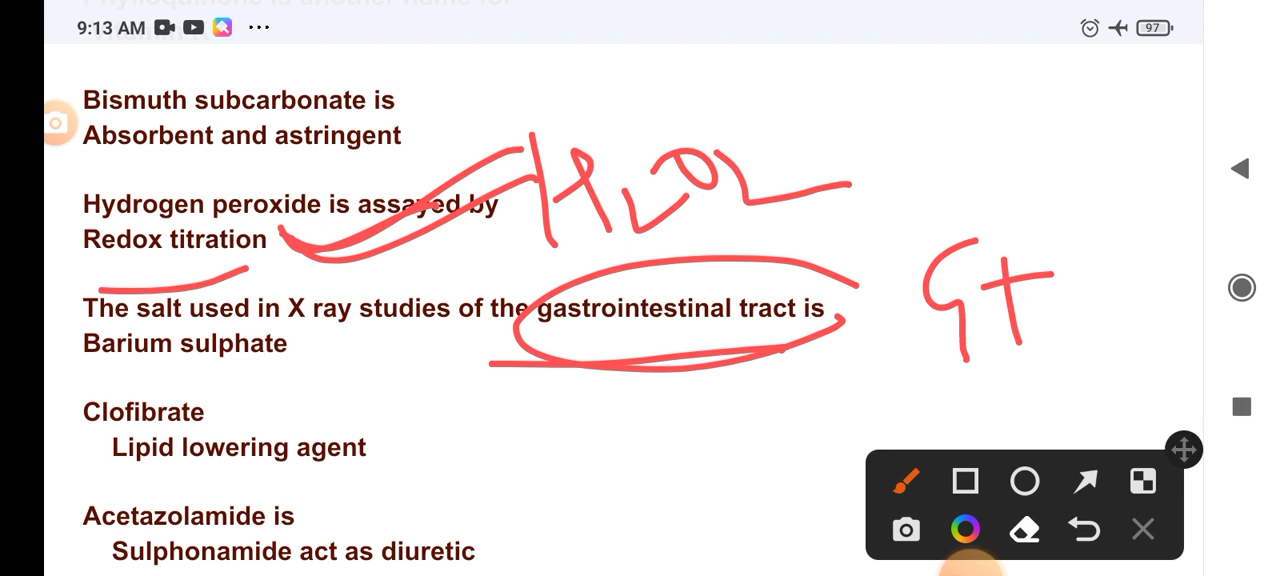 9:13 AM 97
Bismuth subcarbonate is
Absorbent and astringent
H2O2
Hydrogen peroxide is assayed by
Redox titration
The salt used in X ray studies of the gastrointestinal tract is
Barium sulphate
Clofibrate
Lipid lowering agent
Acetazolamide is
Sulphonamide act as diuretic